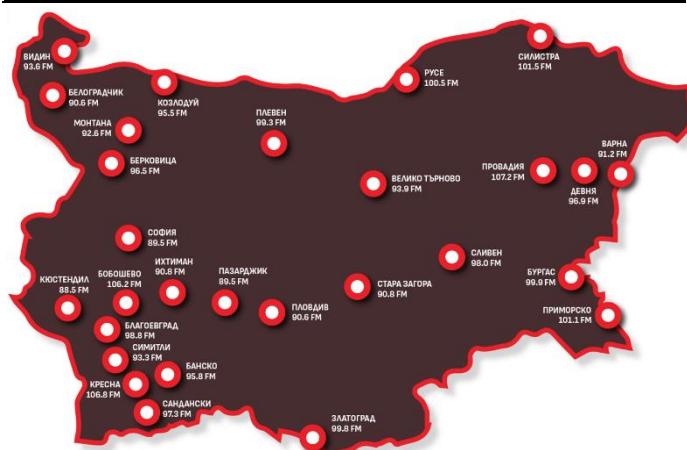 ВИДИН
93.6 FM
БЕЛОГРАДЧИК
90.6 FM
КОЗЛОДУЙ
95.5 FM
МОНТАНА
92.6 FM
БЕРКОВИЦА
96.5 FM
ПЛЕВЕН
99.3 FM
РУСЕ
100.5 FM
СИЛИСТРА
101.5 FM
ВЕЛИКО ТЪРНОВО
93.9 FM
ПРОВАДИЯ
107.2 FM
ДЕВНЯ
96.9 FM
ВАРНА
91.2 FM
СОФИЯ
89.5 FM
ИХТИМАН
90.8 FM
БОБОШЕВО
106.2 FM
КЮСТЕНДИЛ
88.5 FM
ПАЗАРДЖИК
89.5 FM
ПЛОВДИВ
90.6 FM
СТАРА ЗАГОРА
90.8 FM
СЛИВЕН
98.0 FM
БУРГАС
99.9 FM
ПРИМОРСКО
101.1 FM
БЛАГОЕВГРАД
98.8 FM
СИМИТЛИ
93.3 FM
БАНСКО
95.8 FM
КРЕСНА
106.8 FM
САНДАНСКИ
97.3 FM
ЗЛАТОГРАД
99.8 FM